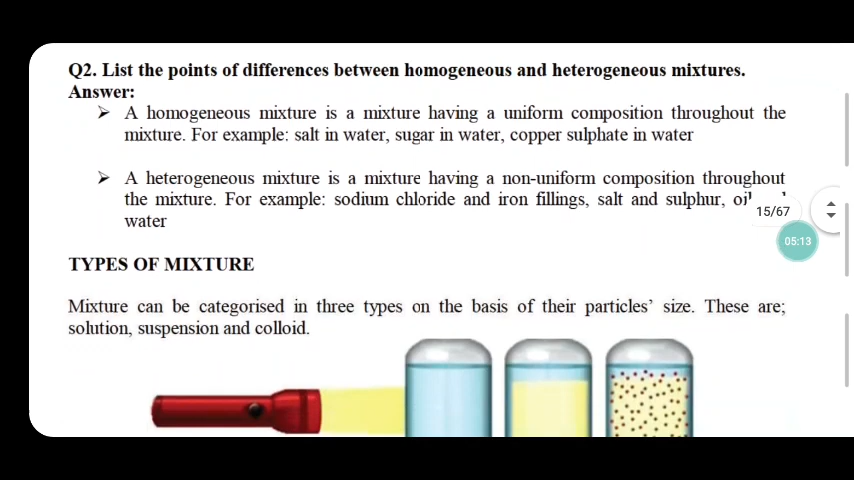 Q2. List the points of differences between homogeneous and heterogeneous mixtures.
Answer:
➢ A homogeneous mixture is a mixture having a uniform composition throughout the
mixture. For example: salt in water, sugar in water, copper sulphate in water
➢ A heterogeneous mixture is a mixture having a non-uniform composition throughout
the mixture. For example: sodium chloride and iron fillings, salt and sulphur,
15/67
water
05:13
TYPES OF MIXTURE
Mixture can be categorised in three types on the basis of their particles' size. These are;
solution, suspension and colloid.